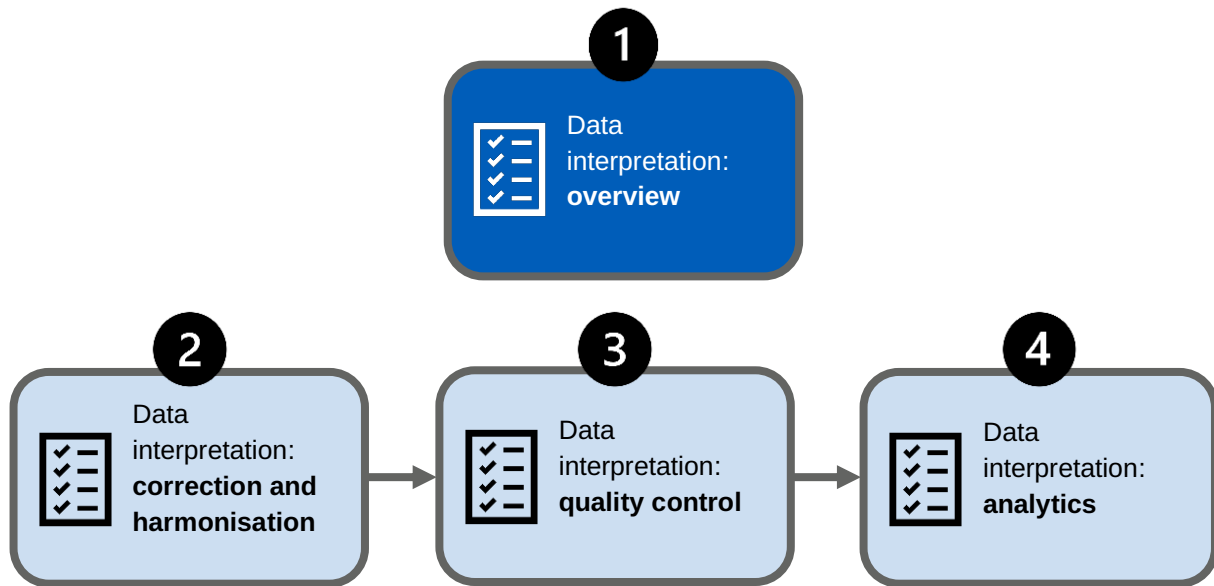 1
Data
interpretation:
overview
2
Data
interpretation:
correction and
harmonisation
3
Data
interpretation:
quality control
4
Data
interpretation:
analytics